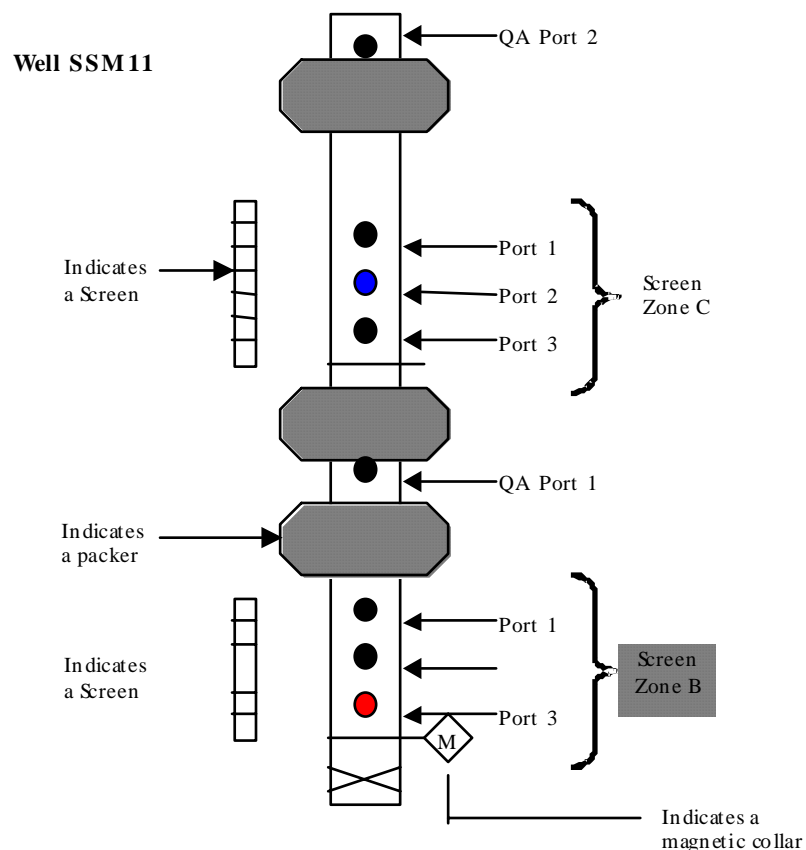 QA Port 2
Well SSM11
Port 1
Indicates
a Screen
Port 2
Screen
Zone C
Port 3
QA Port 1
Indicates
a packer
Port 1
Indicates
a Screen
Screen
Zone B
Port 3
M
Indicates a
magnetic collar